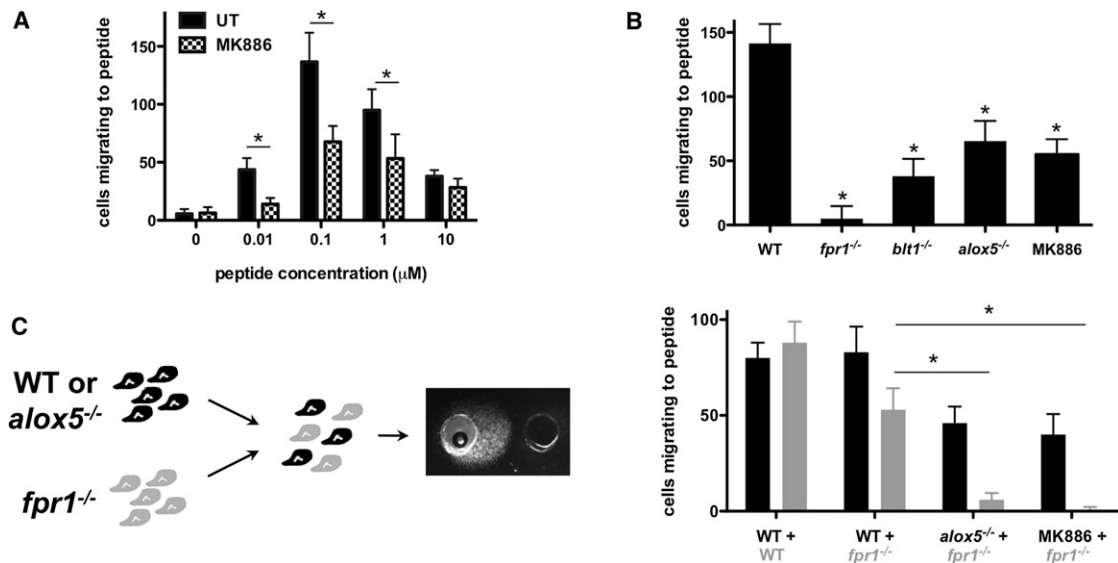 A
UT
MK886
cells migrating to peptide
150
100
50
0
*
*
*
0 0.01 0.1 1 10
peptide concentration (μM)
B
cells migrating to peptide
150
100
50
0
*
*
*
*
WT fpr1-/- blt1-/- alox5-/- MK886
C
WT or
alox5-/-
fpr1-/-
cells migrating to peptide
100
50
0
*
*
WT + WT + alox5-/- + MK886 +
WT fpr1-/- fpr1-/- fpr1-/-